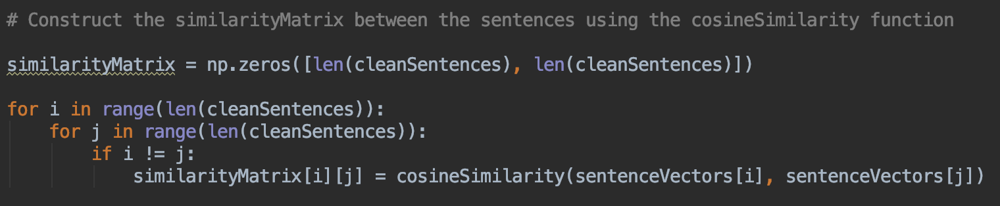 # Construct the similarityMatrix between the sentences using the cosineSimilarity function
similarityMatrix = np.zeros([len(cleanSentences), len(cleanSentences)])
for i in range(len(cleanSentences)):
for j in range(len(cleanSentences)):
if i != j:
similarityMatrix[i][j] = cosineSimilarity(sentenceVectors[i], sentenceVectors[j])